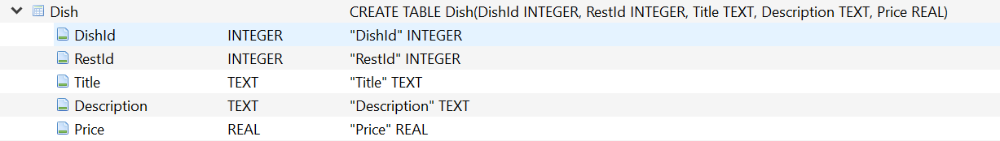 Dish CREATE TABLE Dish(DishId INTEGER, RestId INTEGER, Title TEXT, Description TEXT, Price REAL)
DishId INTEGER "DishId" INTEGER
RestId INTEGER "RestId" INTEGER
Title TEXT "Title" TEXT
Description TEXT "Description" TEXT
Price REAL "Price" REAL